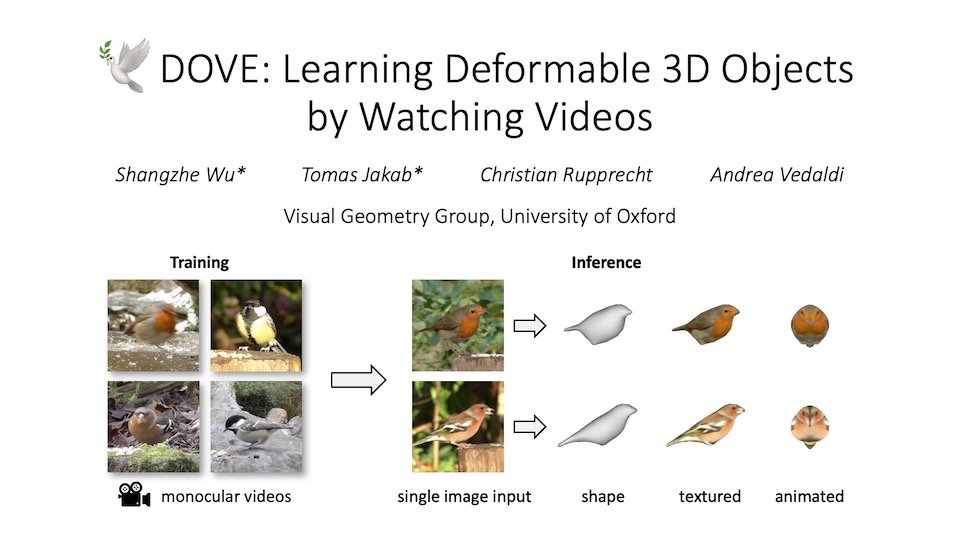 DOVE: Learning Deformable 3D Objects
by Watching Videos
Shangzhe Wu* Tomas Jakab* Christian Rupprecht Andrea Vedaldi
Visual Geometry Group, University of Oxford
Training Inference
monocular videos single image input shape textured animated